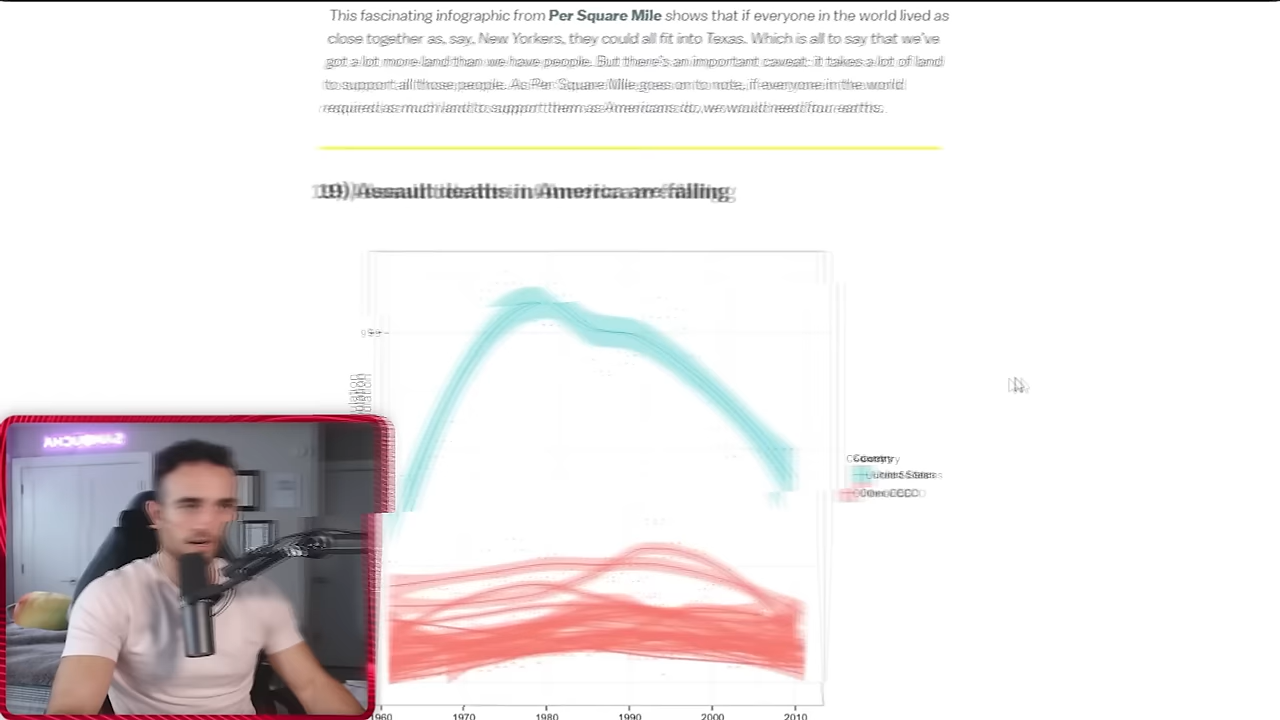 This fascinating infographic from Per Square Mile shows that if everyone in the world lived as
close together as, say, New Yorkers, they could all fit into Texas. Which is all to say that we've
got a lot more land than we have people. But there's an important caveat: it takes a lot of land
to support all those people. As Per Square Mile goes on to note, if everyone in the world
required as much land to support them as Americans do, we would need four earths.
19) Assault deaths in America are falling
Country
United States
Other OECD
1960 1970 1980 1990 2000 2010